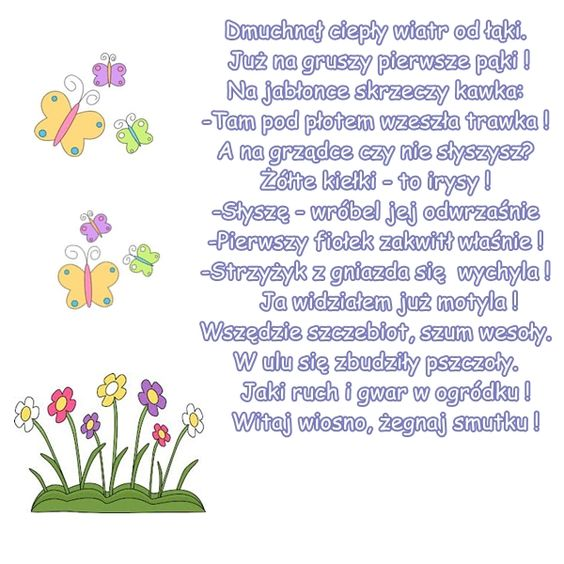 Dmuchnął ciepły wiatr od łąki.
Już na gruszy pierwsze pąki !
Na jabłonce skrzeczy kawka:
-Tam pod płotem wzeszła trawka !
A na grządce czy nie słyszysz?
Żółte kiełki - to irysy !
-Słyszę - wróbel jej odwrzaśnie
-Pierwszy fiołek zakwitł właśnie !
-Strzyżyk z gniazda się wychyla !
Ja widziałem już motyla !
Wszędzie szczebiot, szum wesoły.
W ulu się zbudziły pszczoły.
Jaki ruch i gwar w ogródku !
Witaj wiosno, żegnaj smutku !